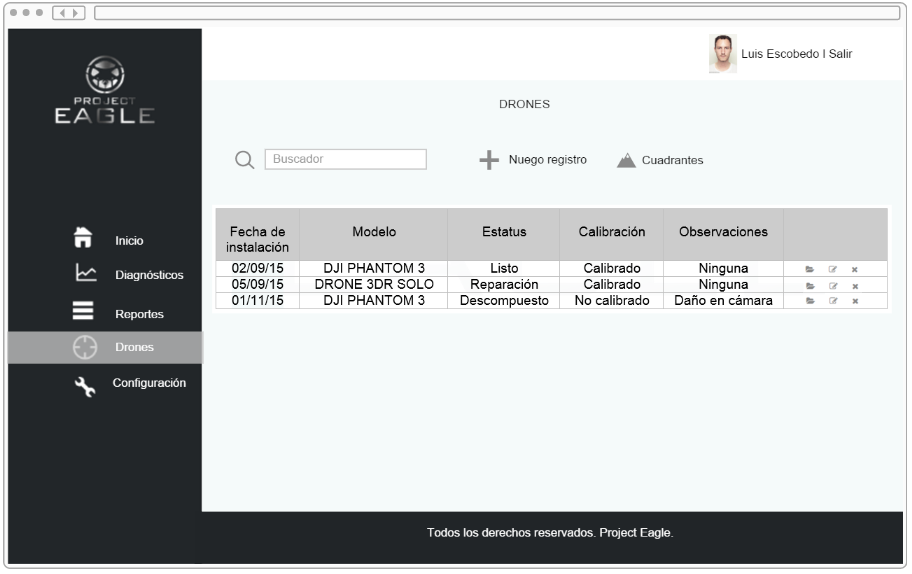 Luis Escobedo I Salir
PROJECT
EAGLE
DRONES
Buscador
Nuego registro
Cuadrantes
Inicio
Diagnósticos
Reportes
Drones
Configuración
Fecha de instalación Modelo Estatus Calibración Observaciones
02/09/15 DJI PHANTOM 3 Listo Calibrado Ninguna
05/09/15 DRONE 3DR SOLO Reparación Calibrado Ninguna
01/11/15 DJI PHANTOM 3 Descompuesto No calibrado Daño en cámara
Todos los derechos reservados. Project Eagle.